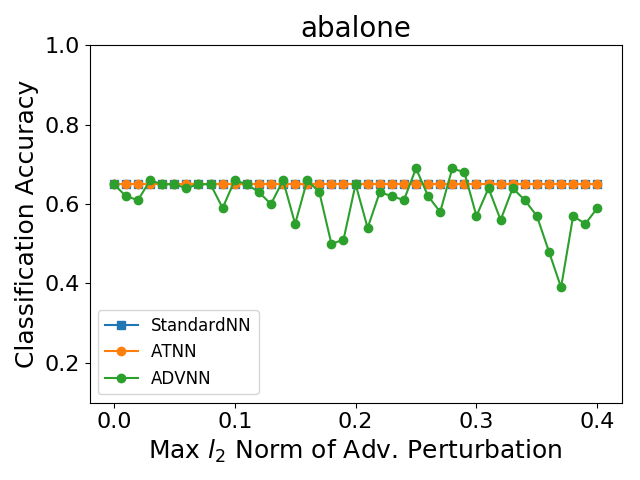 abalone
Classification Accuracy
1.0
0.8
0.6
0.4
0.2
StandardNN
ATNN
ADVNN
0.0 0.1 0.2 0.3 0.4
Max l₂ Norm of Adv. Perturbation